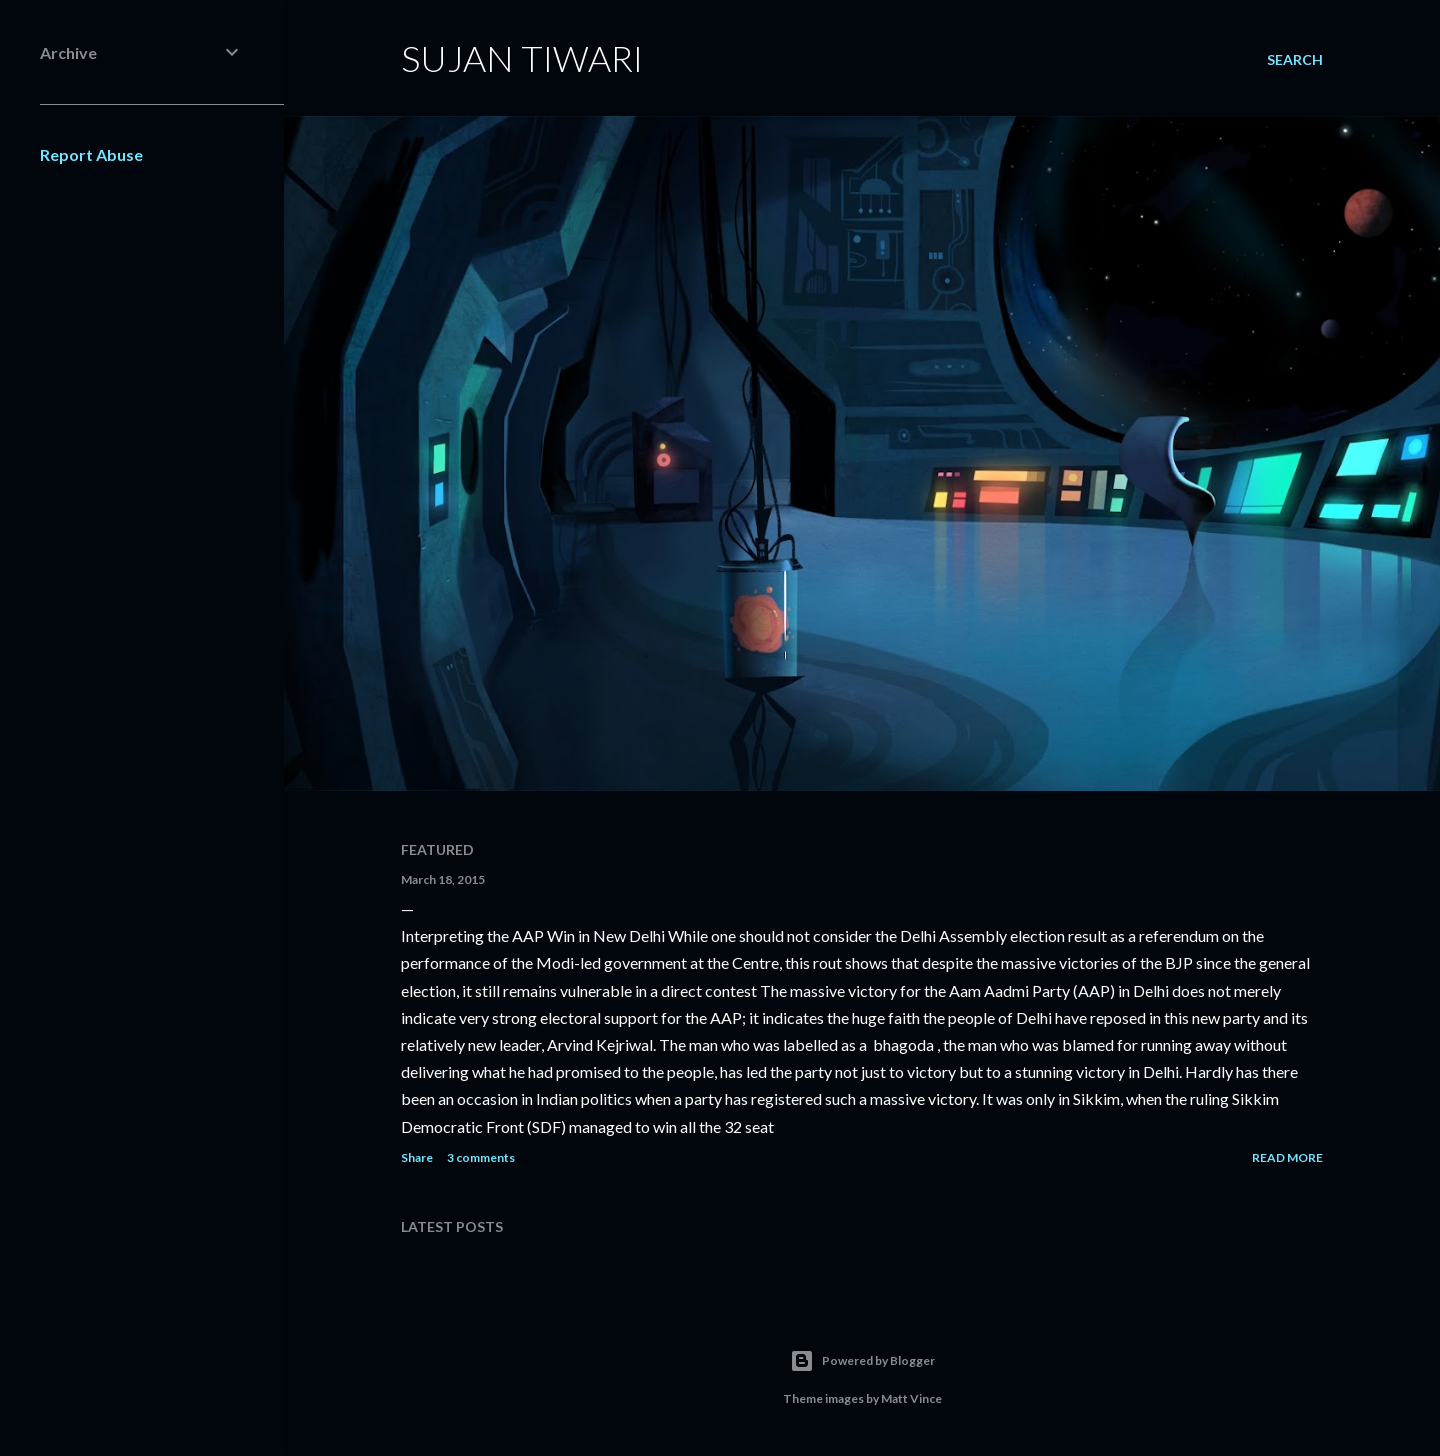 Archive
Report Abuse
SUJAN TIWARI
SEARCH
FEATURED
March 18, 2015
Interpreting the AAP Win in New Delhi While one should not consider the Delhi Assembly election result as a referendum on the
performance of the Modi-led government at the Centre, this rout shows that despite the massive victories of the BJP since the general
election, it still remains vulnerable in a direct contest The massive victory for the Aam Aadmi Party (AAP) in Delhi does not merely
indicate very strong electoral support for the AAP; it indicates the huge faith the people of Delhi have reposed in this new party and its
relatively new leader, Arvind Kejriwal. The man who was labelled as a  bhagoda , the man who was blamed for running away without
delivering what he had promised to the people, has led the party not just to victory but to a stunning victory in Delhi. Hardly has there
been an occasion in Indian politics when a party has registered such a massive victory. It was only in Sikkim, when the ruling Sikkim
Democratic Front (SDF) managed to win all the 32 seat
Share 3 comments READ MORE
LATEST POSTS
Powered by Blogger
Theme images by Matt Vince